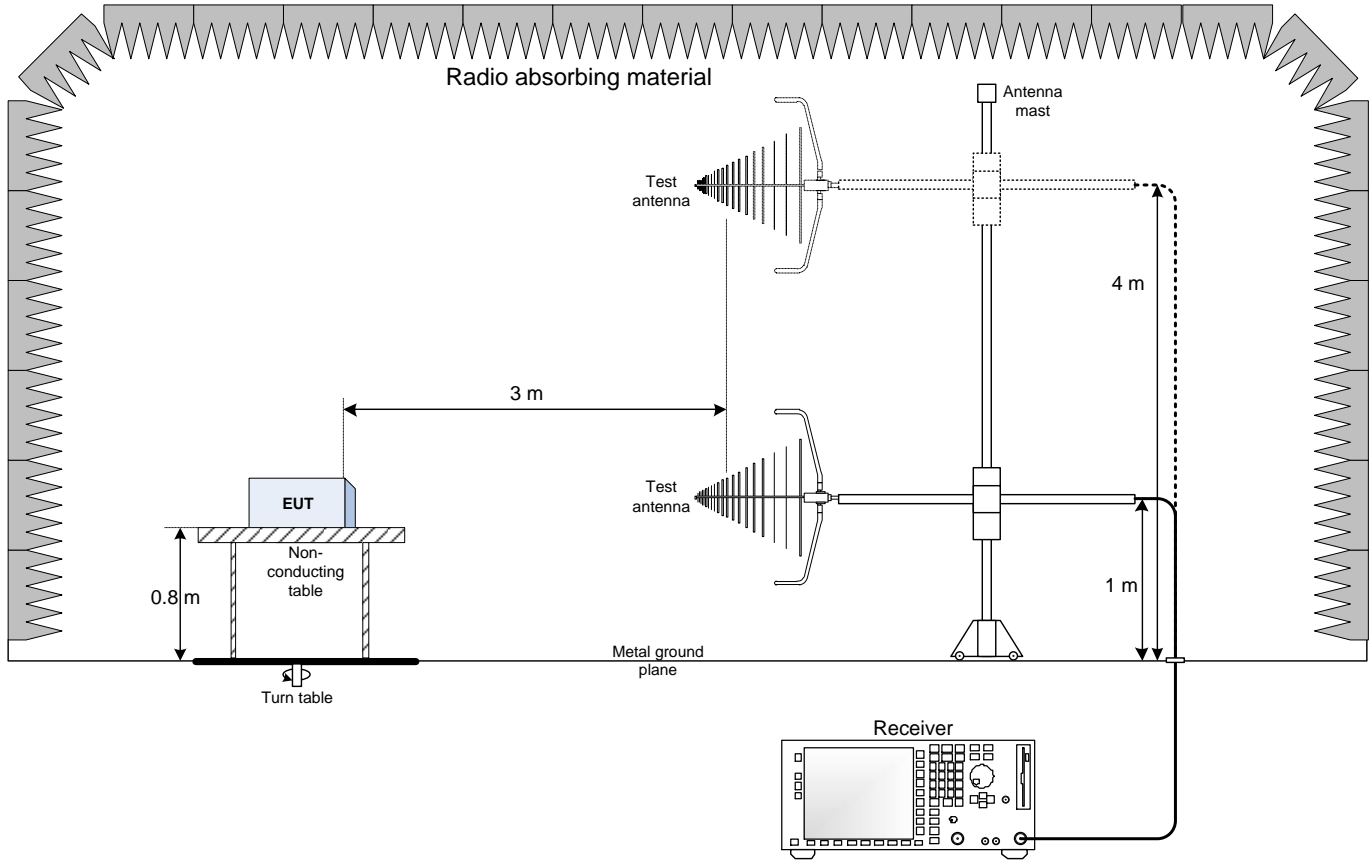 Radio absorbing material
Antenna
mast
Test
antenna
4 m
3 m
Test
antenna
EUT
Non-
conducting
table
0.8 m
1 m
Metal ground
plane
Turn table
Receiver